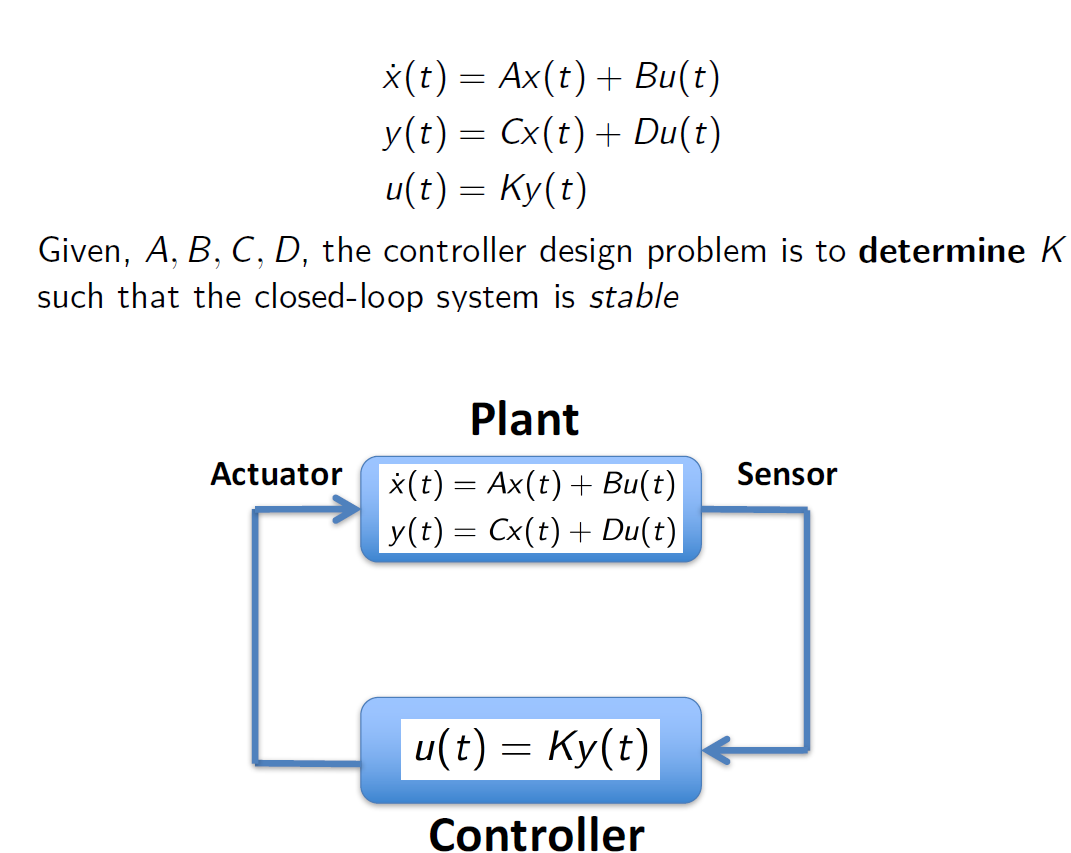 ẋ(t) = Ax(t) + Bu(t)
y(t) = Cx(t) + Du(t)
u(t) = Ky(t)
Given, A, B, C, D, the controller design problem is to determine K
such that the closed-loop system is stable
Plant
Actuator
ẋ(t) = Ax(t) + Bu(t)
y(t) = Cx(t) + Du(t)
Sensor
u(t) = Ky(t)
Controller